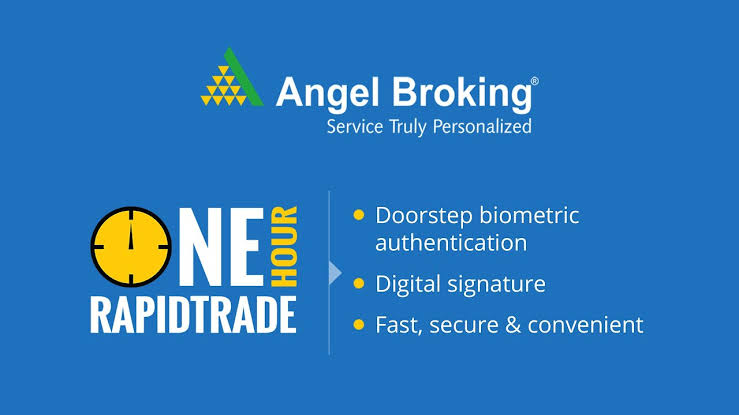 Angel Broking®
Service Truly Personalized
ONE HOUR
RAPIDTRADE
Doorstep biometric
authentication
Digital signature
Fast, secure & convenient